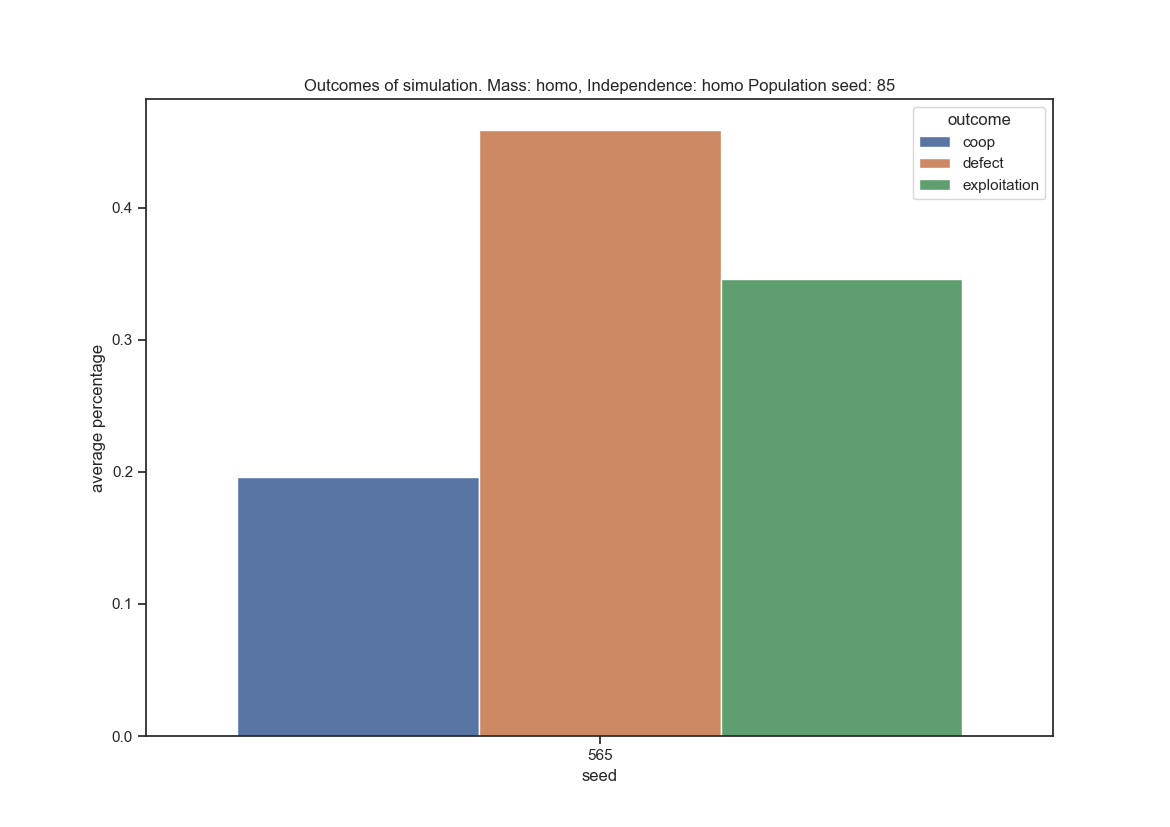 Outcomes of simulation. Mass: homo, Independence: homo Population seed: 85
outcome
coop
defect
exploitation
average percentage
0.4
0.3
0.2
0.1
0.0
565
seed